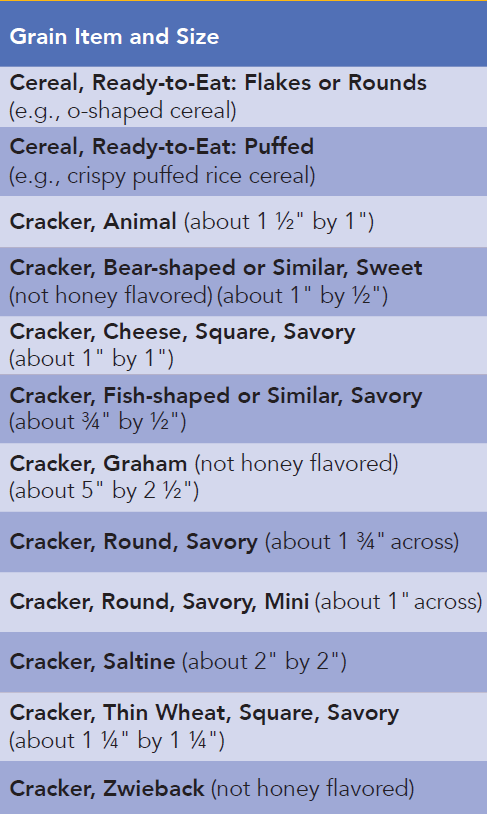 Grain Item and Size
Cereal, Ready-to-Eat: Flakes or Rounds
(e.g., o-shaped cereal)
Cereal, Ready-to-Eat: Puffed
(e.g., crispy puffed rice cereal)
Cracker, Animal (about 1 ½" by 1")
Cracker, Bear-shaped or Similar, Sweet
(not honey flavored) (about 1" by ½")
Cracker, Cheese, Square, Savory
(about 1" by 1")
Cracker, Fish-shaped or Similar, Savory
(about ¾" by ½")
Cracker, Graham (not honey flavored)
(about 5" by 2 ½")
Cracker, Round, Savory (about 1 ¾" across)
Cracker, Round, Savory, Mini (about 1" across)
Cracker, Saltine (about 2" by 2")
Cracker, Thin Wheat, Square, Savory
(about 1 ¼" by 1 ¼")
Cracker, Zwieback (not honey flavored)